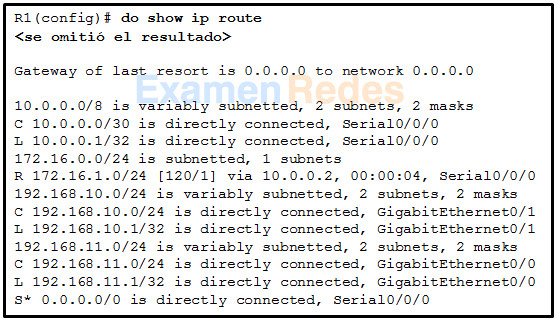 R1(config)# do show ip route
<se omitió el resultado>
Gateway of last resort is 0.0.0.0 to network 0.0.0.0
Examen Redes
10.0.0.0/8 is variably subnetted, 2 subnets, 2 masks
C 10.0.0.0/30 is directly connected, Serial0/0/0
L 10.0.0.1/32 is directly connected, Serial0/0/0
172.16.0.0/24 is subnetted, 1 subnets
R 172.16.1.0/24 [120/1] via 10.0.0.2, 00:00:04, Serial0/0/0
192.168.10.0/24 is variably subnetted, 2 subnets, 2 masks
C 192.168.10.0/24 is directly connected, GigabitEthernet0/1
L 192.168.10.1/32 is directly connected, GigabitEthernet0/1
192.168.11.0/24 is variably subnetted, 2 subnets, 2 masks
C 192.168.11.0/24 is directly connected, GigabitEthernet0/0
L 192.168.11.1/32 is directly connected, GigabitEthernet0/0
S* 0.0.0.0/0 is directly connected, Serial0/0/0